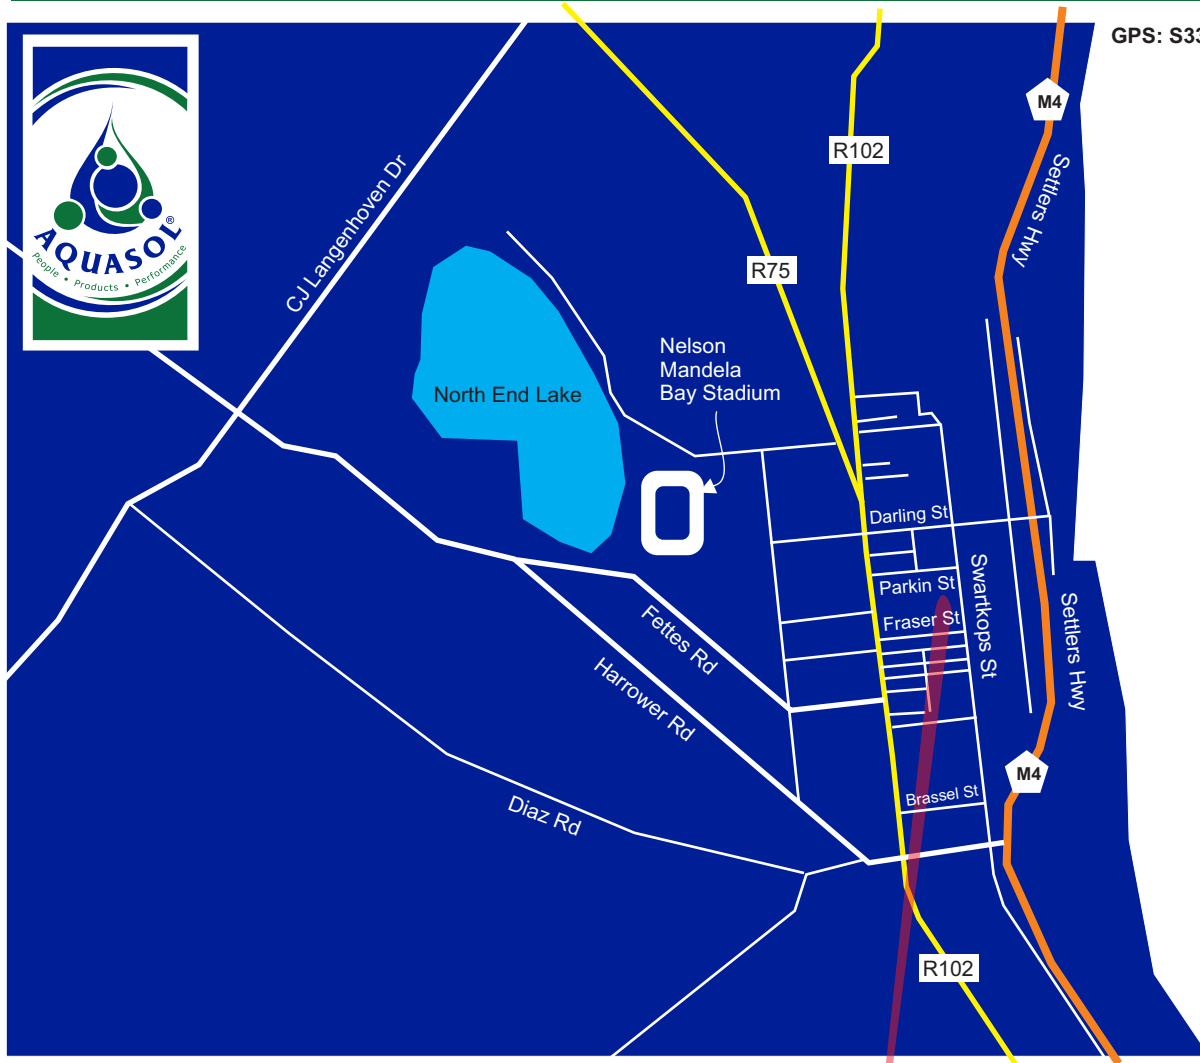 GPS: S33
M4
R102
Settlers Hwy
CJ Langenhoven Dr
AQUASOL®
People • Products • Performance
R75
Nelson
Mandela
Bay Stadium
North End Lake
Darling St
Parkin St
Swartkops St
Fraser St
Settlers Hwy
Fettes Rd
Harrower Rd
M4
Brassel St
Diaz Rd
R102